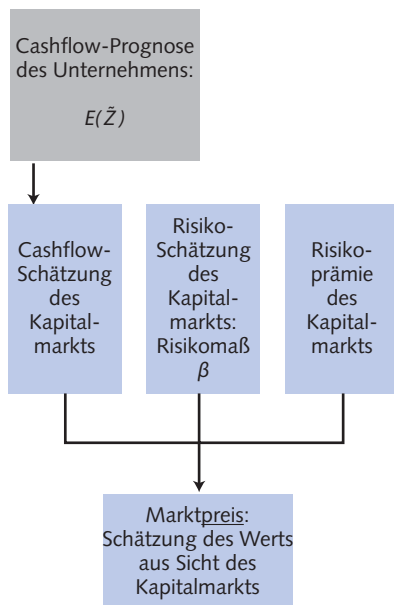 Cashflow-Prognose
des Unternehmens:
E(Z̃)
Cashflow-
Schätzung
des
Kapital-
markts
Risiko-
Schätzung
des
Kapital-
markts:
Risikomaß
β
Risiko-
prämie
des
Kapital-
markts
Marktpreis:
Schätzung des Werts
aus Sicht des
Kapitalmarkts